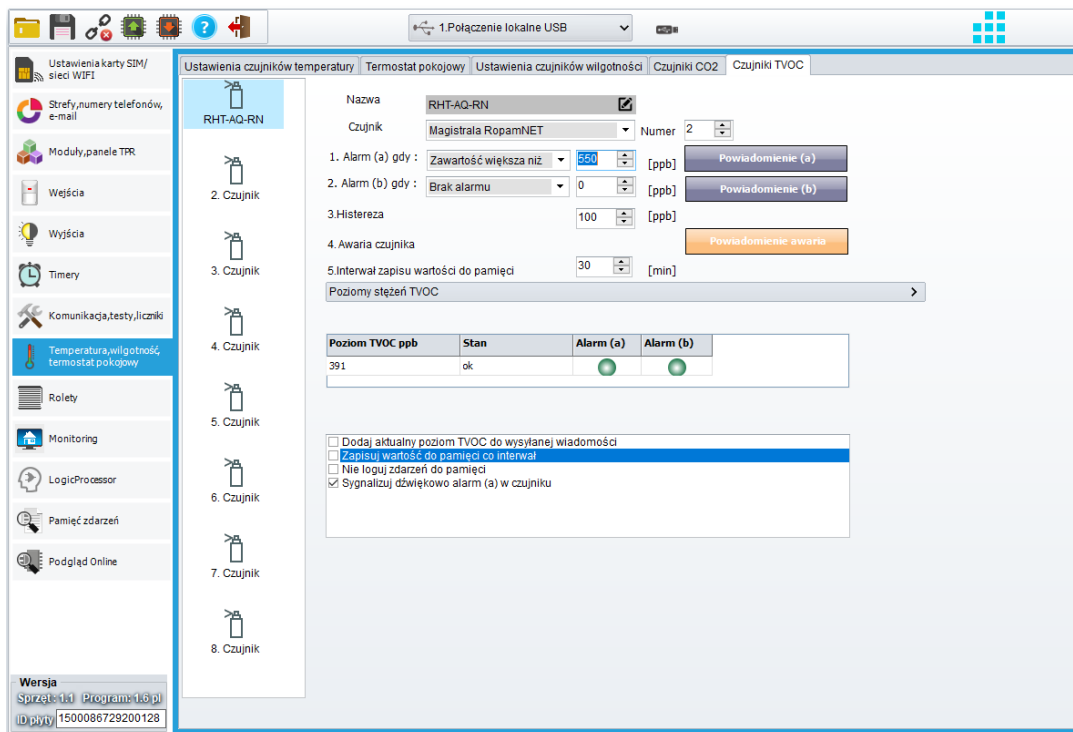 1.Połączenie lokalne USB
Ustawienia karty SIM/
sieci WIFI
Strefy,numery telefonów,
e-mail
Moduły,panele TPR
Wejścia
Wyjścia
Timery
Komunikacja,testy,liczniki
Temperatura,wilgotność,
termostat pokojowy
Rolety
Monitoring
LogicProcessor
Pamięć zdarzeń
Podgląd Online
Wersja
Sprzęt: 1.1 Program: 1.6 pl
ID płyty 1500086729200128
Ustawienia czujników temperatury Termostat pokojowy Ustawienia czujników wilgotności Czujniki CO2 Czujniki TVOC
RHT-AQ-RN
2. Czujnik
3. Czujnik
4. Czujnik
5. Czujnik
6. Czujnik
7. Czujnik
8. Czujnik
Nazwa RHT-AQ-RN
Czujnik Magistrala RopamNET Numer 2
1. Alarm (a) gdy : Zawartość większa niż 550 [ppb] Powiadomienie (a)
2. Alarm (b) gdy : Brak alarmu 0 [ppb] Powiadomienie (b)
3.Histereza 100 [ppb]
4. Awaria czujnika Powiadomienie awaria
5.Interwał zapisu wartości do pamięci 30 [min]
Poziomy stężeń TVOC
Poziom TVOC ppb Stan Alarm (a) Alarm (b)
391 ok
Dodaj aktualny poziom TVOC do wysyłanej wiadomości
Zapisuj wartość do pamięci co interwał
Nie loguj zdarzeń do pamięci
Sygnalizuj dźwiękowo alarm (a) w czujniku